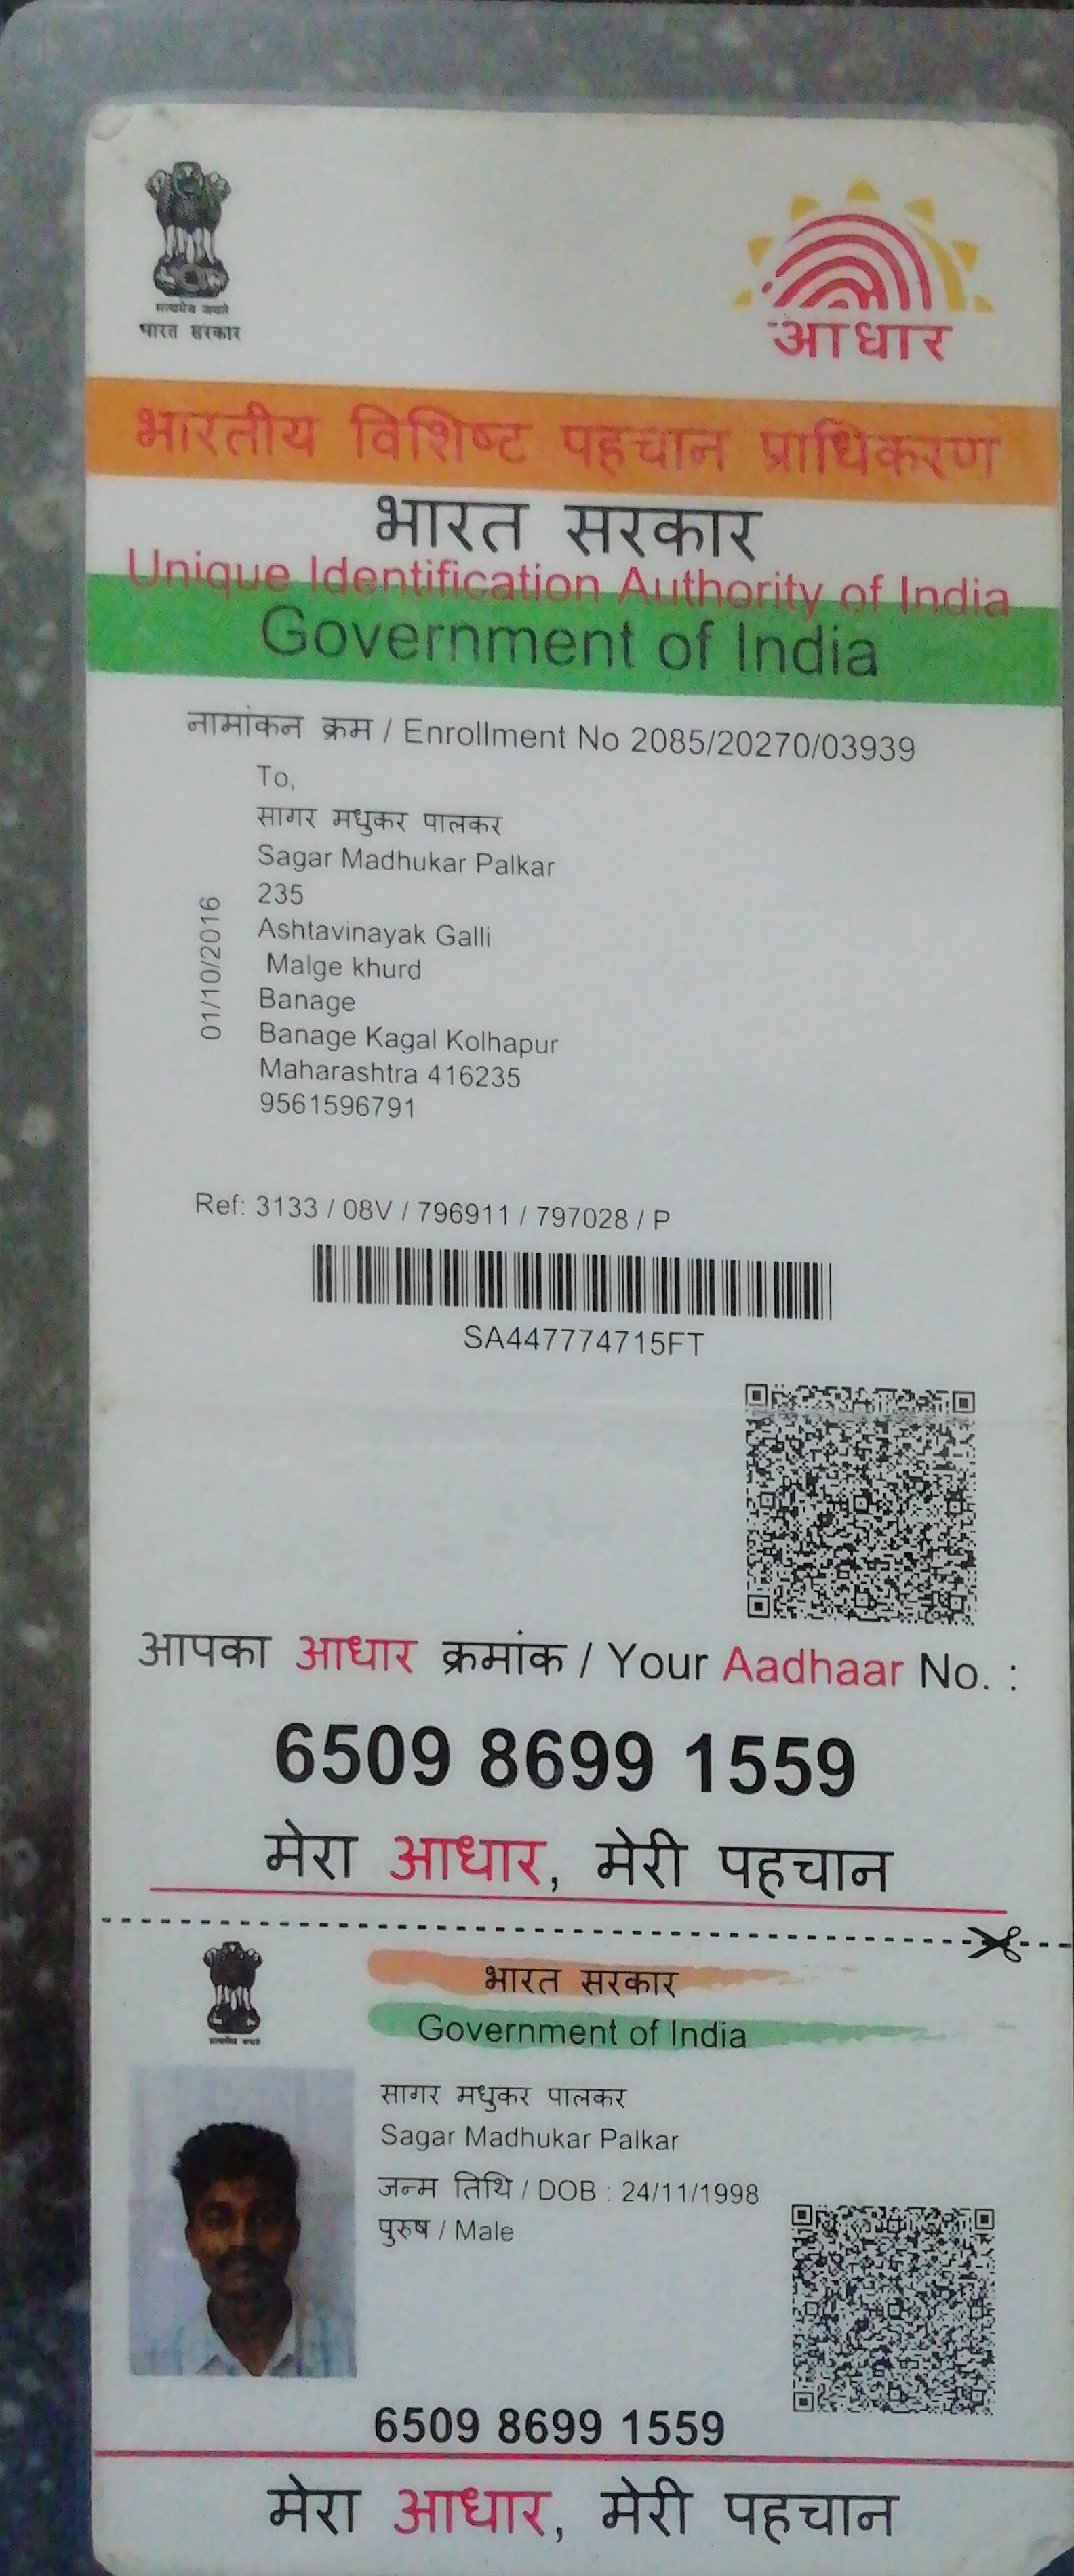 सत्यमेव जयते
भारत सरकार
आधार
भारतीय विशिष्ट पहचान प्राधिकरण
भारत सरकार
Unique Identification Authority of India
Government of India
नामांकन क्रम / Enrollment No 2085/20270/03939
To,
सागर मधुकर पालकर
Sagar Madhukar Palkar
235
Ashtavinayak Galli
Malge khurd
Banage
Banage Kagal Kolhapur
Maharashtra 416235
9561596791
01/10/2016
Ref: 3133 / 08V / 796911 / 797028 / P
SA447774715FT
आपका आधार क्रमांक / Your Aadhaar No. :
6509 8699 1559
मेरा आधार, मेरी पहचान
भारत सरकार
Government of India
सत्यमेव जयते
सागर मधुकर पालकर
Sagar Madhukar Palkar
जन्म तिथि / DOB : 24/11/1998
पुरुष / Male
6509 8699 1559
मेरा आधार, मेरी पहचान